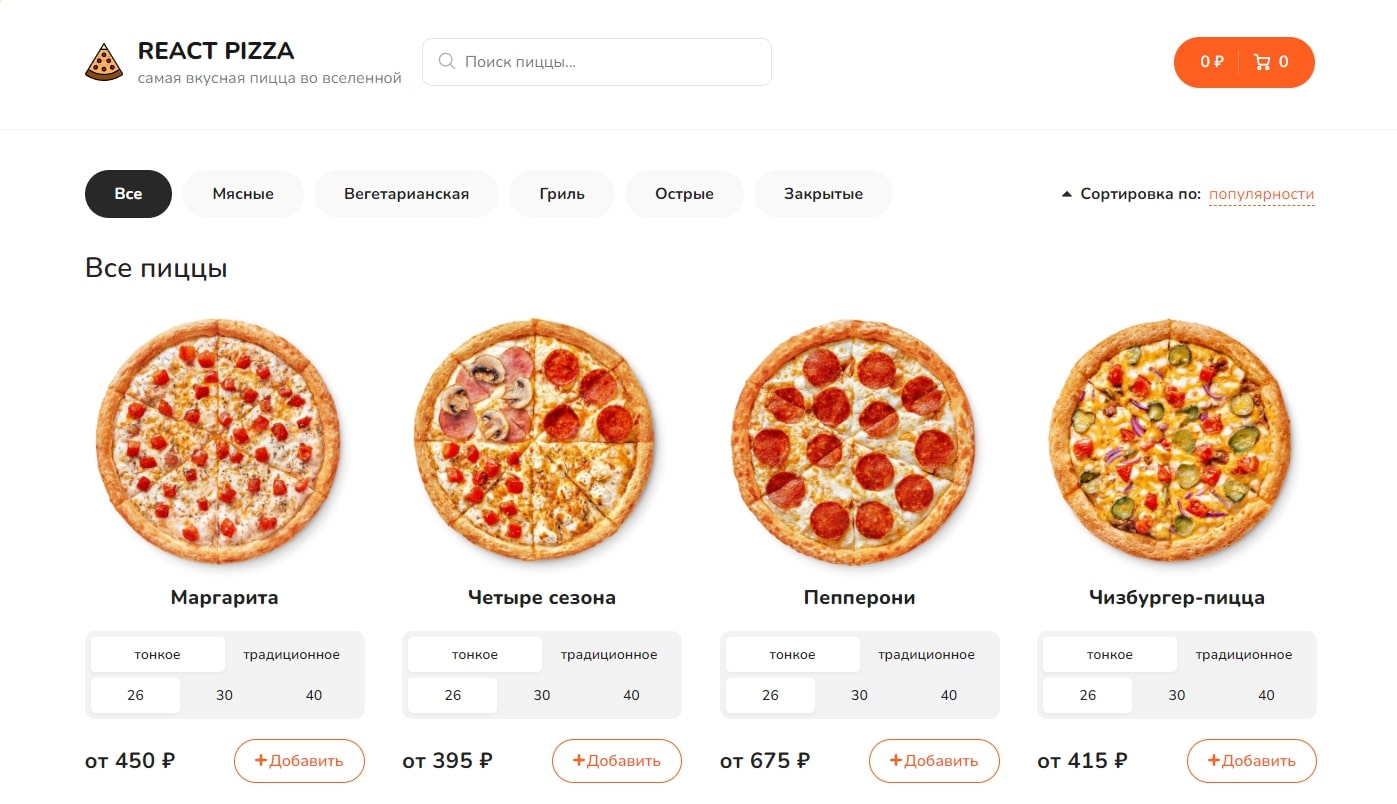 REACT PIZZA
самая вкусная пицца во вселенной
Поиск пиццы...
0 ₽ 0
Все Мясные Вегетарианская Гриль Острые Закрытые
Сортировка по: популярности
Все пиццы
Маргарита Четыре сезона Пепперони Чизбургер-пицца
тонкое традиционное тонкое традиционное тонкое традиционное тонкое традиционное
26 30 40 26 30 40 26 30 40 26 30 40
от 450 ₽ +Добавить от 395 ₽ +Добавить от 675 ₽ +Добавить от 415 ₽ +Добавить